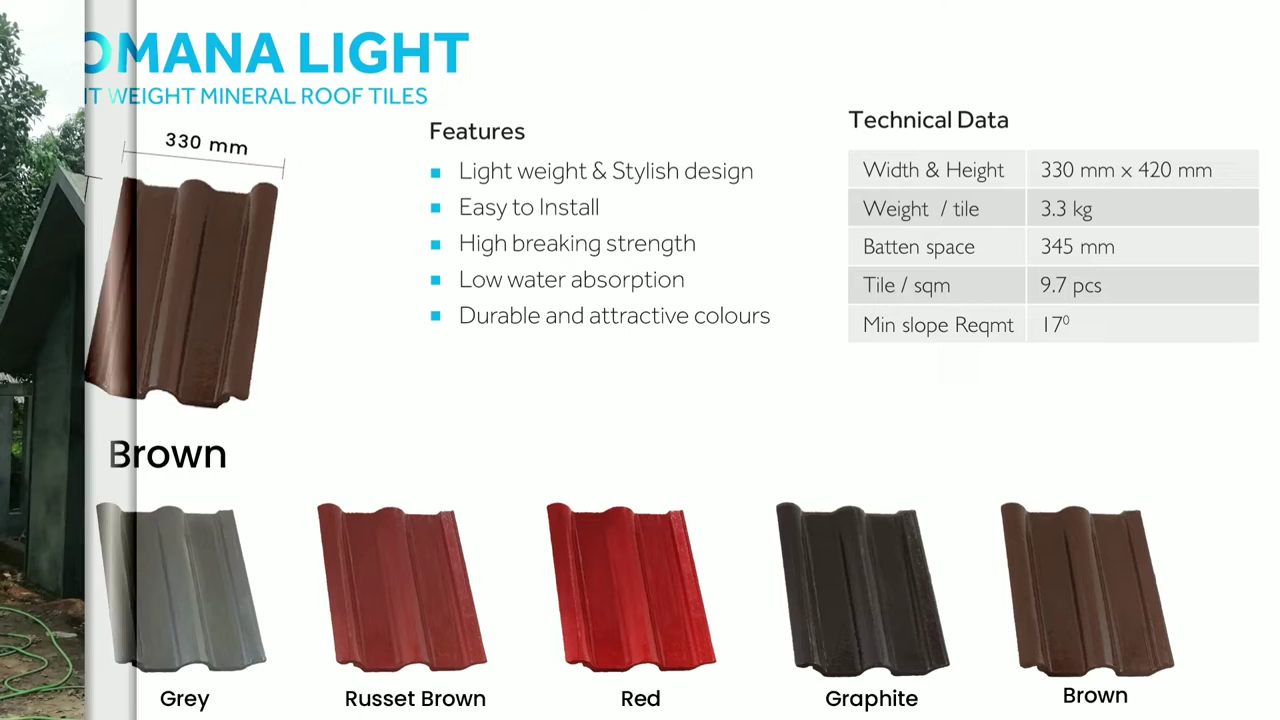 OMANA LIGHT
WEIGHT MINERAL ROOF TILES
330 mm
Features
Light weight & Stylish design
Easy to Install
High breaking strength
Low water absorption
Durable and attractive colours
Technical Data
Width & Height 330 mm x 420 mm
Weight / tile 3.3 kg
Batten space 345 mm
Tile / sqm 9.7 pcs
Min slope Reqmt 17⁰
Brown
Grey
Russet Brown
Red
Graphite
Brown